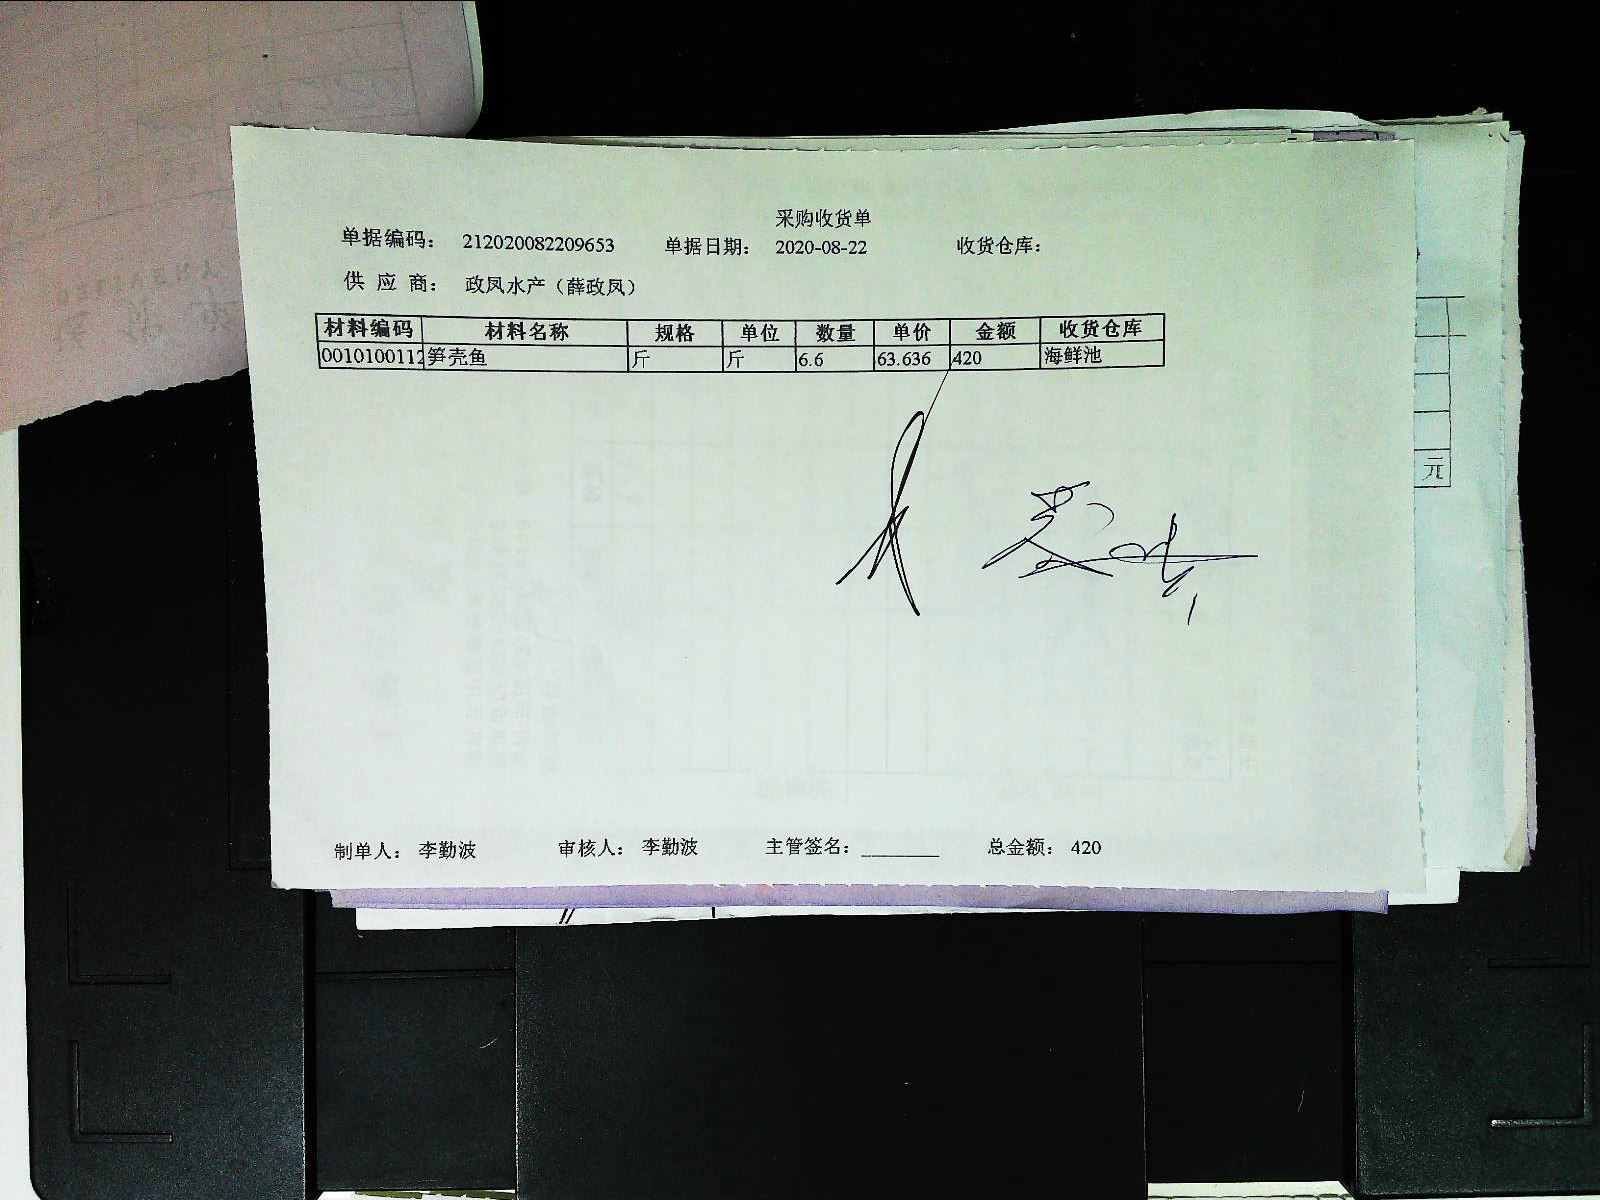 采购收货单
单据编码： 212020082209653 单据日期： 2020-08-22 收货仓库：
供 应 商： 政凤水产（薛政凤）
材料编码 材料名称 规格 单位 数量 单价 金额 收货仓库
0010100112 笋壳鱼 斤 斤 6.6 63.636 420 海鲜池
元
制单人： 李勤波 审核人： 李勤波 主管签名：________ 总金额： 420